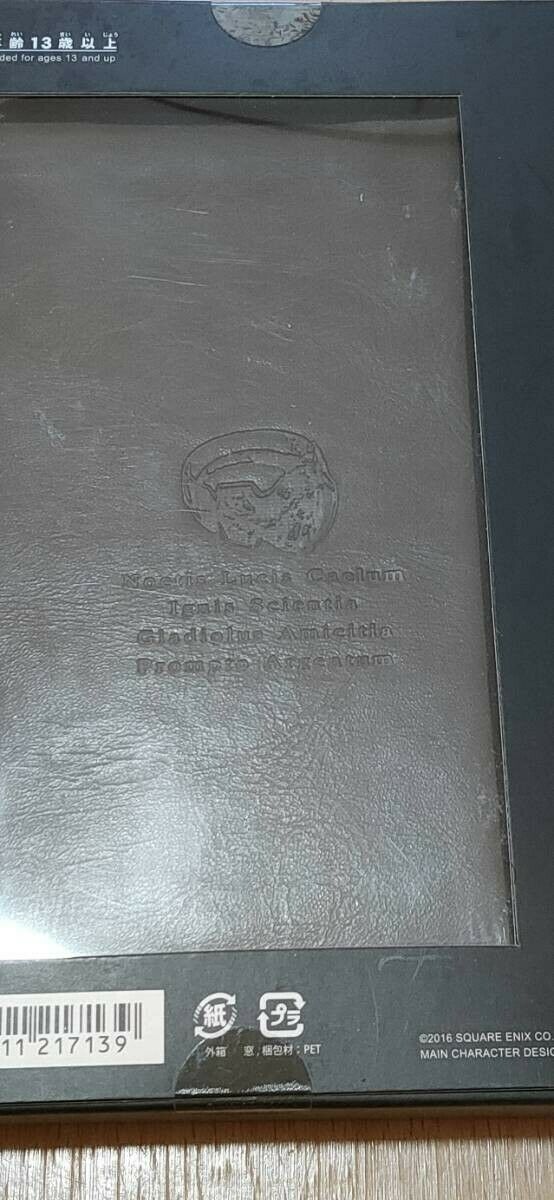 齢13歳以上
ded for ages 13 and up
Noctis Lucis Caelum
Ignis Scientia
Gladiolus Amicitia
Prompto Argentum
11 217139
紙
プラ
外箱 窓,梱包材:PET
©2016 SQUARE ENIX CO.
MAIN CHARACTER DESIG